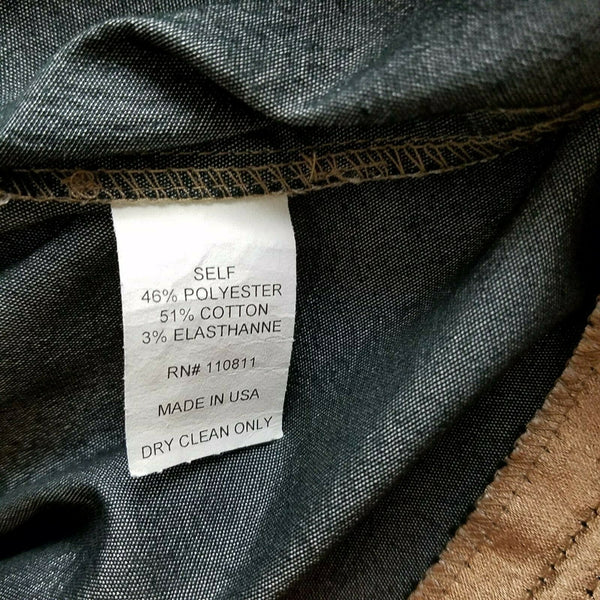 SELF
46% POLYESTER
51% COTTON
3% ELASTHANNE
RN# 110811
MADE IN USA
DRY CLEAN ONLY